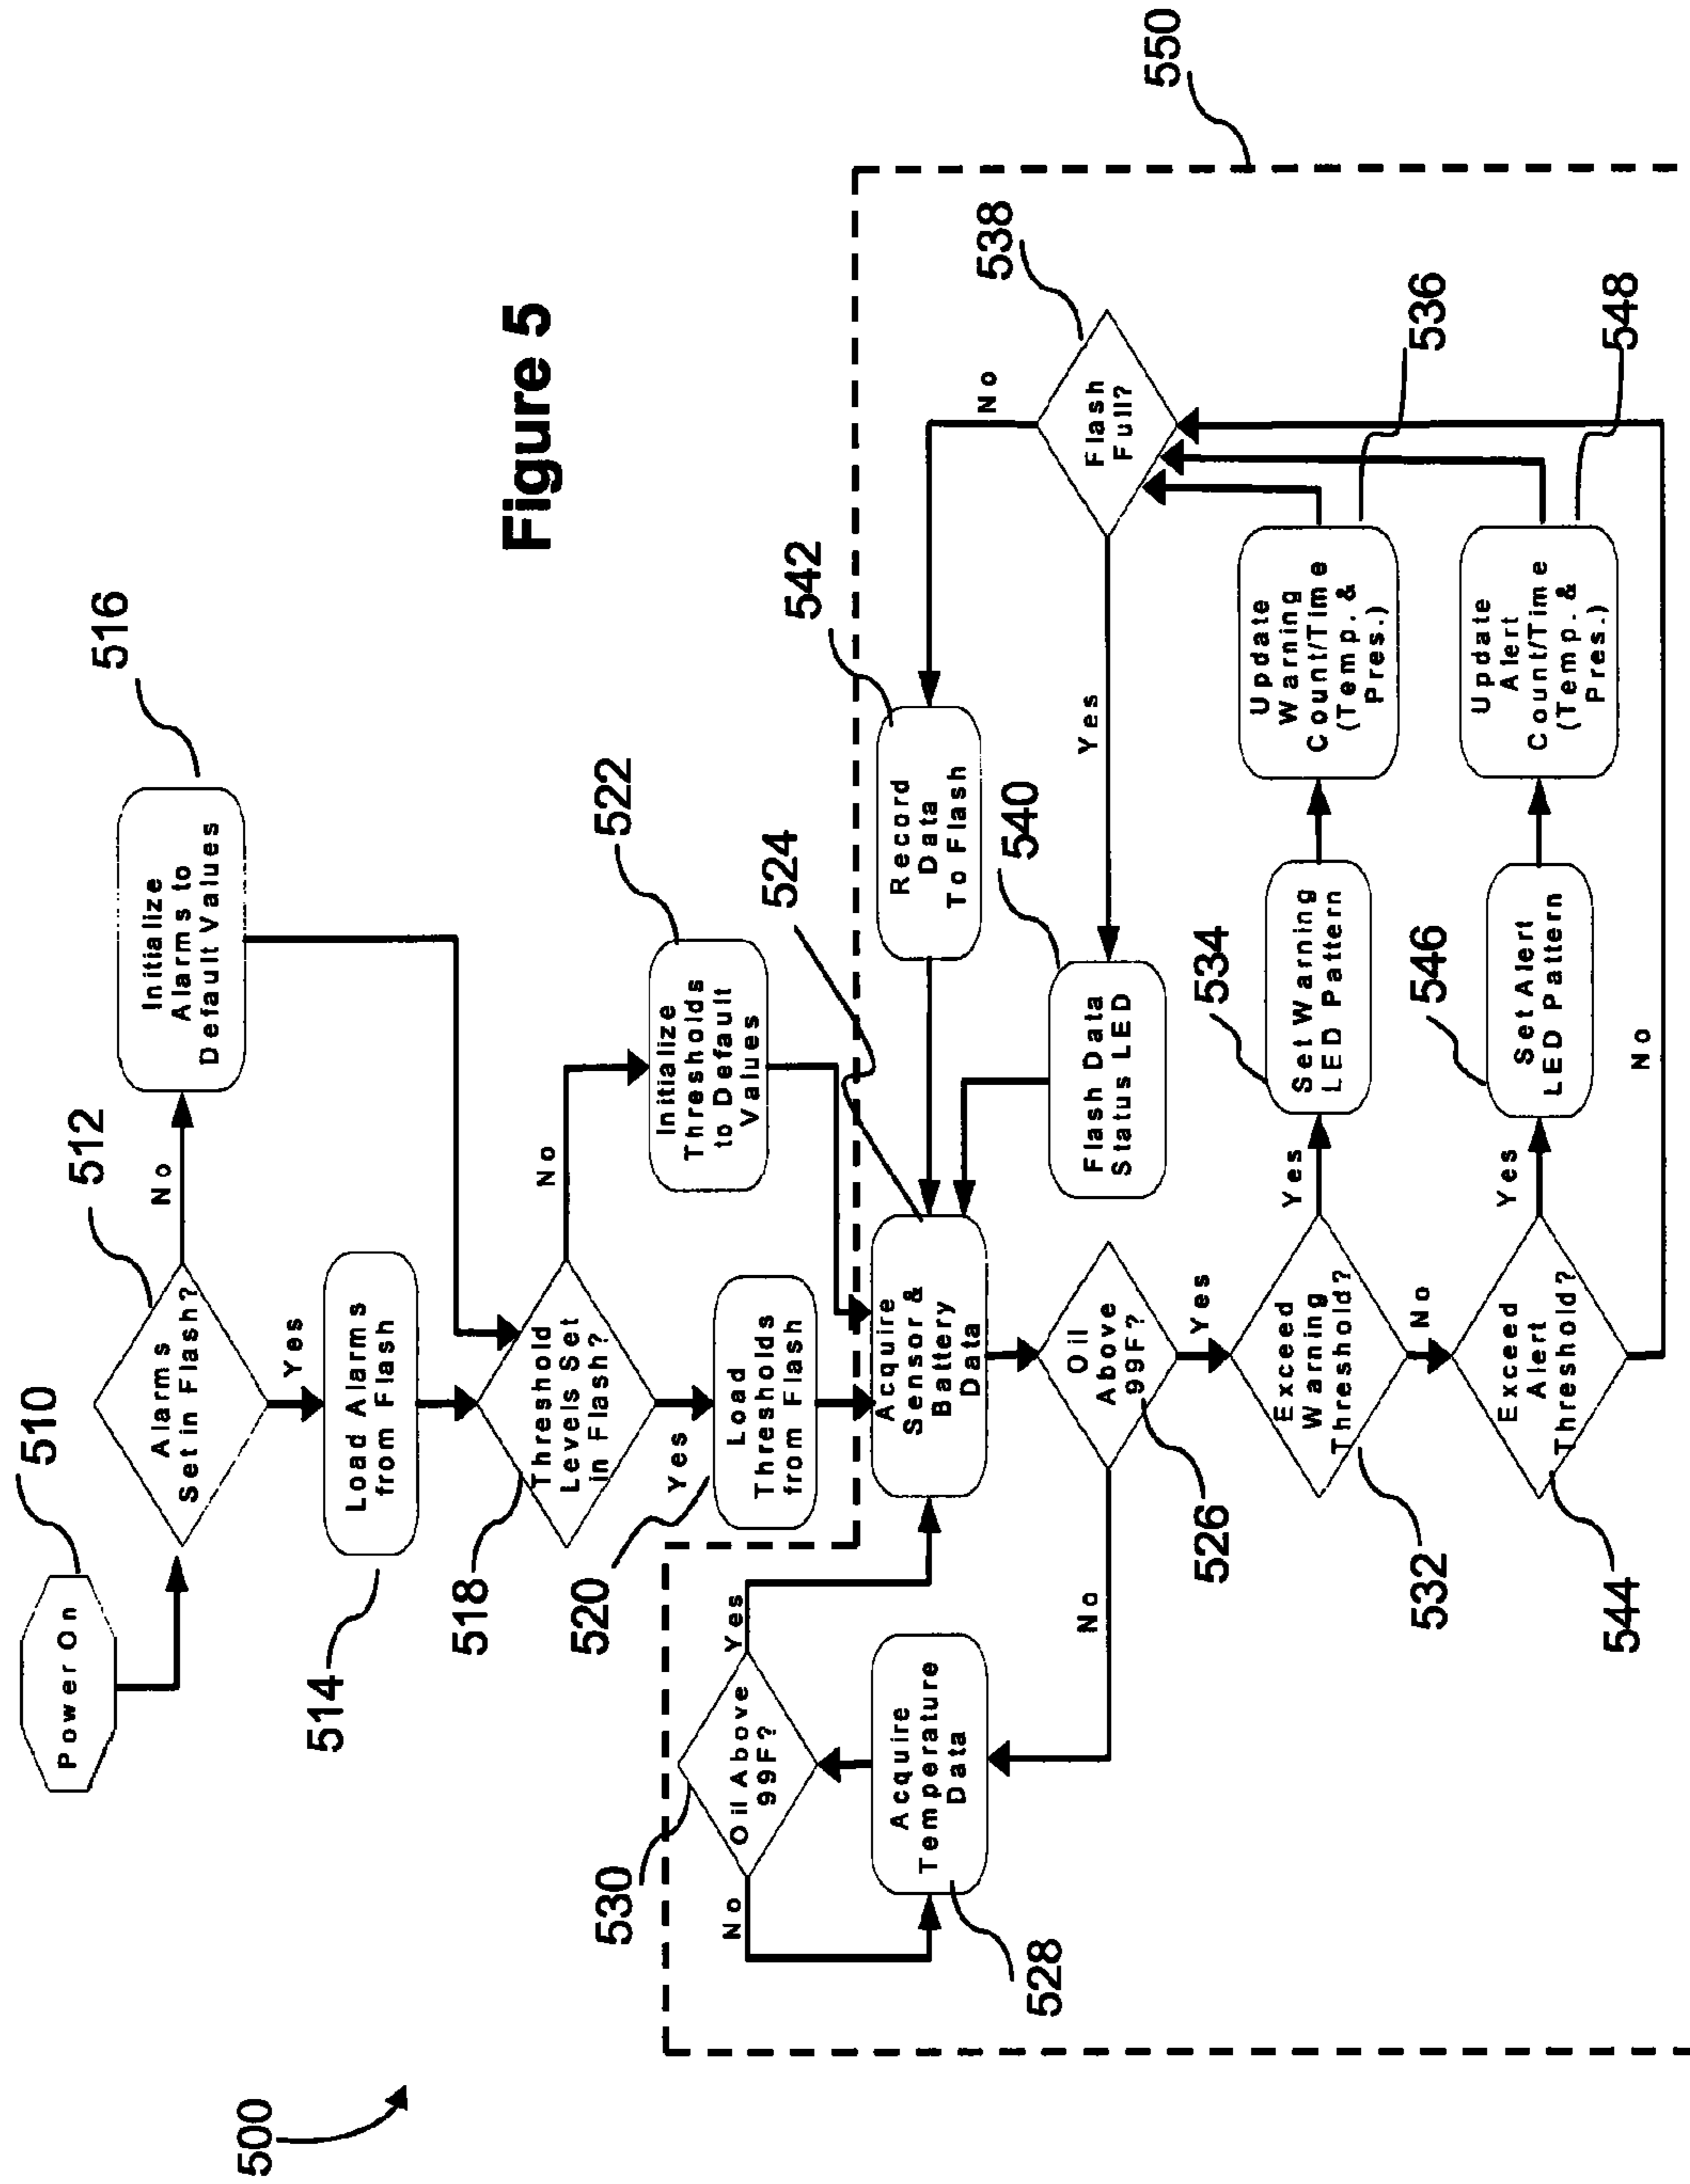 500
Figure 5
510
Power On
512
Alarms
Set in Flash?
No
516
Initialize
Alarms to
Default Values
Yes
514
Load Alarms
from Flash
518
Threshold
Levels Set
in Flash?
No
522
Initialize
Thresholds
to Default
Values
Yes
520
Load
Thresholds
from Flash
550
530
Oil Above
99F?
No
Yes
528
Acquire
Temperature
Data
524
Acquire
Sensor &
Battery
Data
542
Record
Data
To Flash
No
538
Flash
Full?
Yes
540
Flash Data
Status LED
526
Oil
Above
99F?
No
Yes
532
Exceed
Warning
Threshold?
Yes
534
Set Warning
LED Pattern
536
Update
Warning
Count/Time
(Temp. &
Pres.)
No
544
Exceed
Alert
Threshold?
Yes
546
Set Alert
LED Pattern
548
Update
Alert
Count/Time
(Temp. &
Pres.)
No